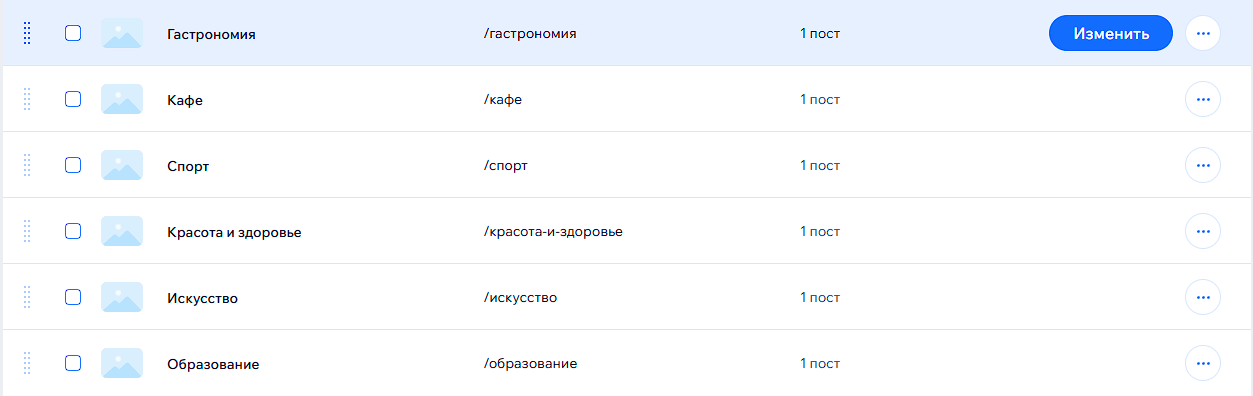 Гастрономия /гастрономия 1 пост Изменить
Кафе /кафе 1 пост
Спорт /спорт 1 пост
Красота и здоровье /красота-и-здоровье 1 пост
Искусство /искусство 1 пост
Образование /образование 1 пост